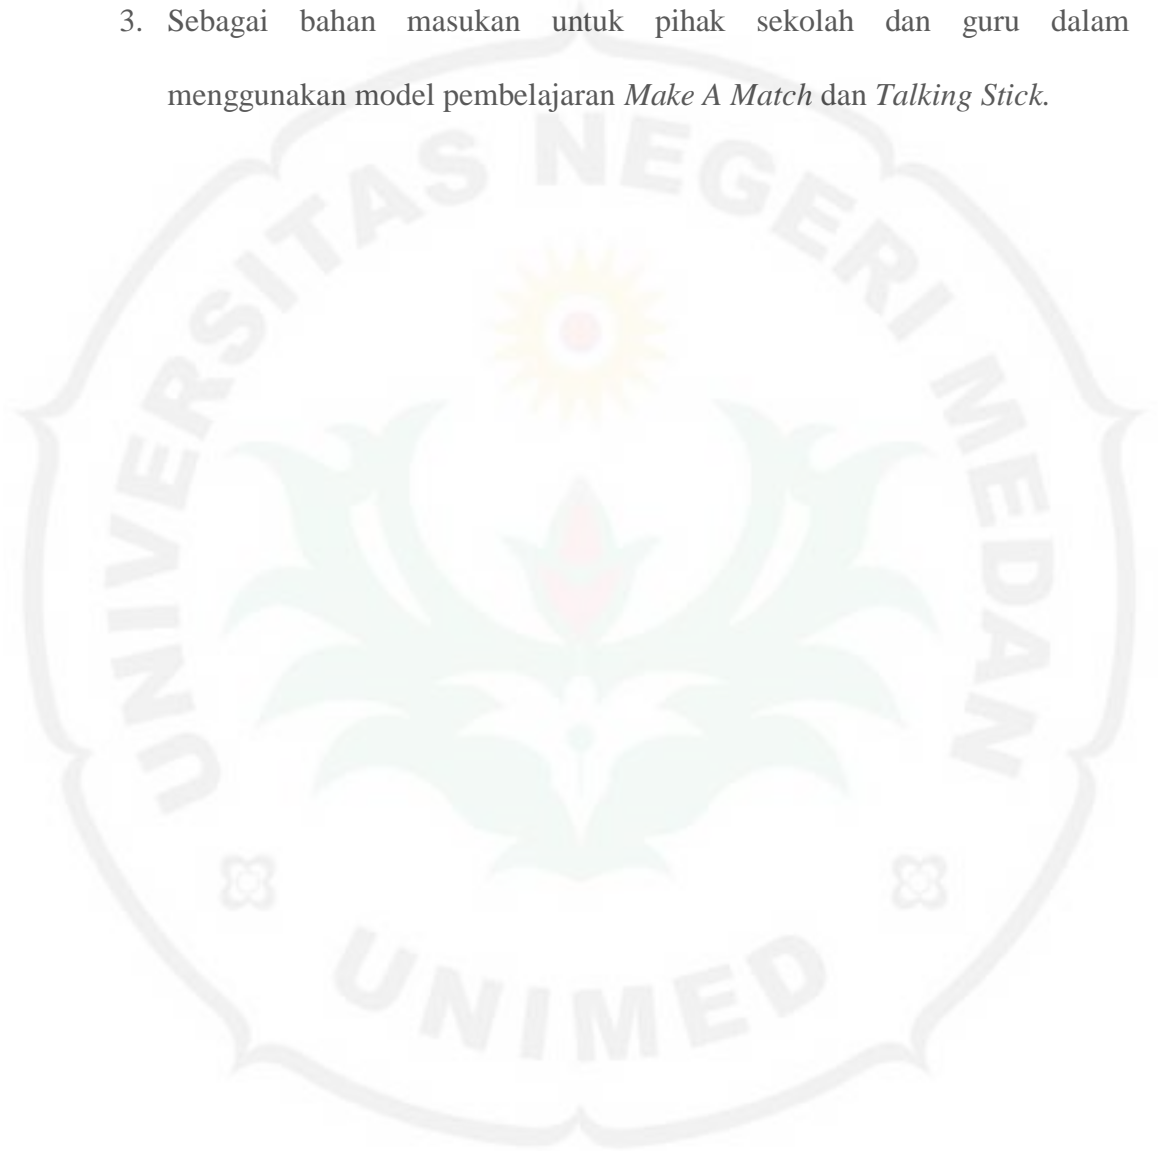 3. Sebagai bahan masukan untuk pihak sekolah dan guru dalam
menggunakan model pembelajaran Make A Match dan Talking Stick.
UNIVERSITAS NEGERI MEDAN
UNIMED